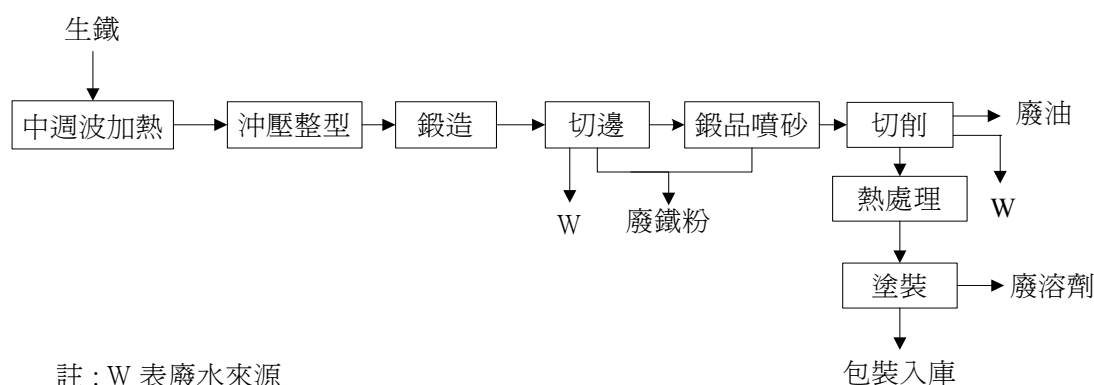 生鐵
中週波加熱
沖壓整型
鍛造
切邊
鍛品噴砂
切削
廢油
W
廢鐵粉
熱處理
W
塗裝
廢溶劑
包裝入庫
註 : W 表廢水來源